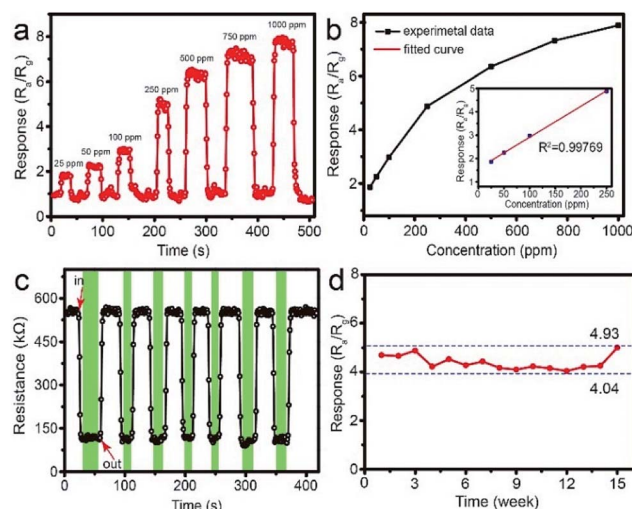 a
Response (Ra/Rg)
8
6
4
2
0
25 ppm
50 ppm
100 ppm
250 ppm
500 ppm
750 ppm
1000 ppm
0 100 200 300 400 500
Time (s)
b
Response (Ra/Rg)
8
6
4
2
experimetal data
fitted curve
Response (Ra/Rg)
5
4
3
2
1
R²=0.99769
0 50 100 150 200 250
Concentration (ppm)
0 200 400 600 800 1000
Concentration (ppm)
c
Resistance (kΩ)
600
450
300
150
0
in
out
0 100 200 300 400
Time (s)
d
Response (Ra/Rg)
8
6
4
2
0
4.93
4.04
0 3 6 9 12 15
Time (week)